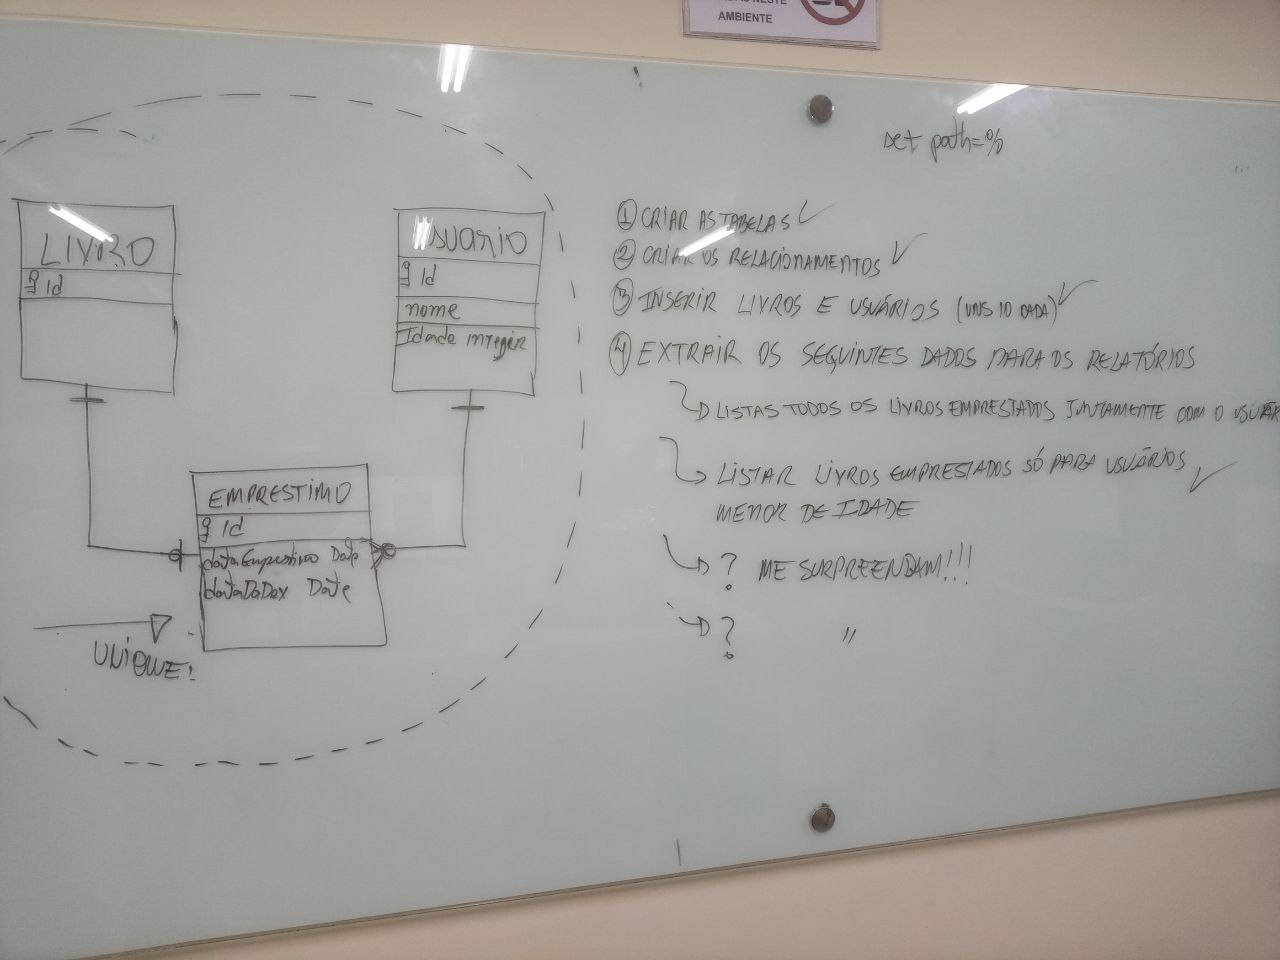 AMBIENTE
set path=%
LIVRO
id
USUARIO
id
nome
Idade integer
EMPRESTIMO
id
dataEmprestimo Date
dataDaDev Date
UNIQUE!
① CRIAR AS TABELAS
② CRIAR OS RELACIONAMENTOS
③ INSERIR LIVROS E USUÁRIOS (UNS 10 CADA)
④ EXTRAIR OS SEGUINTES DADOS PARA OS RELATÓRIOS
LISTAS TODOS OS LIVROS EMPRESTADOS JUNTAMENTE COM O USUÁR
LISTAR LIVROS EMPRESTADOS SÓ PARA USUÁRIOS
MENOR DE IDADE
? ME SURPREENDAM!!!
? "